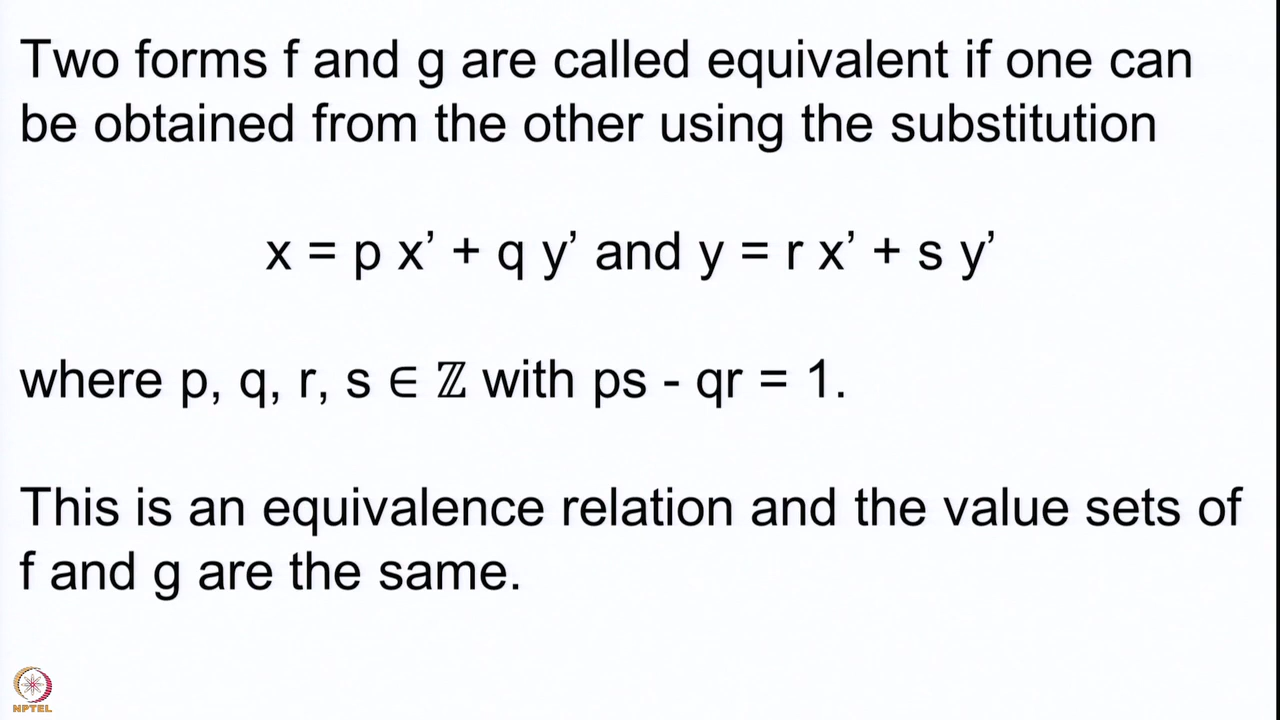 Two forms f and g are called equivalent if one can
be obtained from the other using the substitution
x = p x’ + q y’ and y = r x’ + s y’
where p, q, r, s ∈ ℤ with ps - qr = 1.
This is an equivalence relation and the value sets of
f and g are the same.
NPTEL